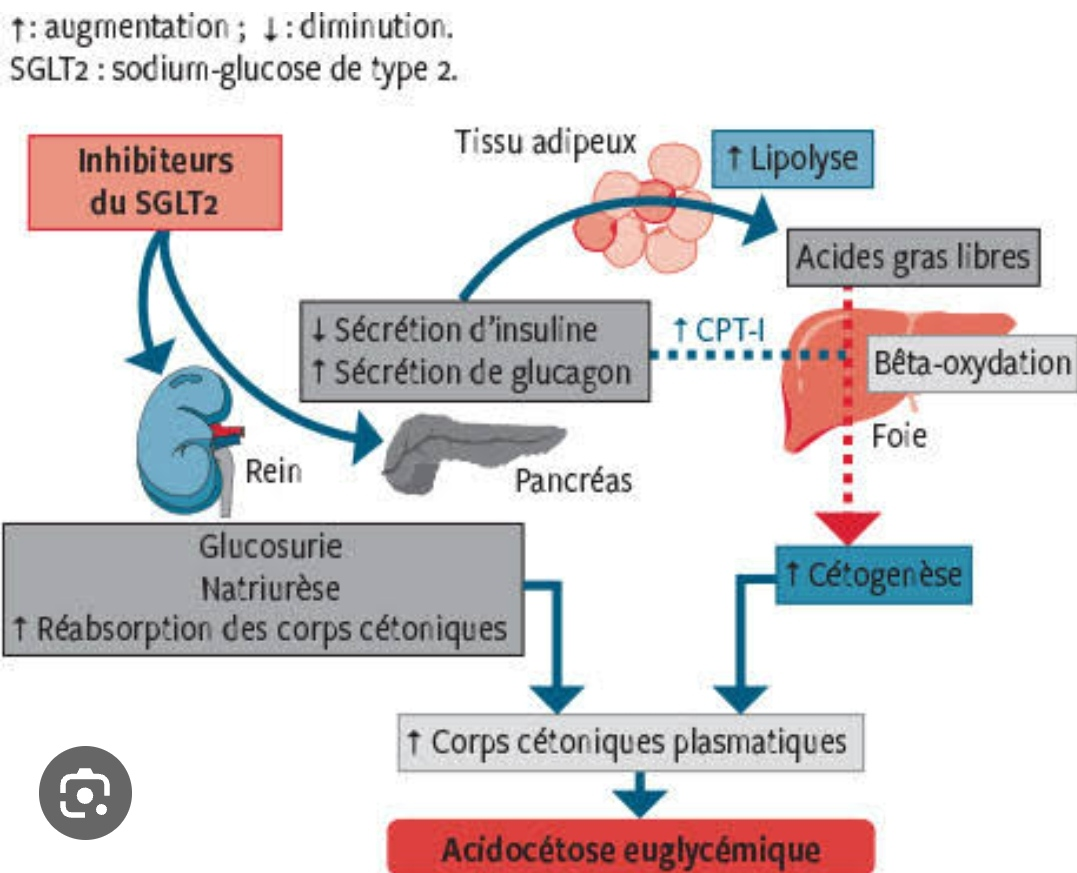 ↑: augmentation ; ↓: diminution.
SGLT2 : sodium-glucose de type 2.
Inhibiteurs
du SGLT2
Tissu adipeux
↑ Lipolyse
Acides gras libres
↓ Sécrétion d'insuline
↑ Sécrétion de glucagon
↑ CPT-I
Bêta-oxydation
Foie
Rein
Pancréas
Glucosurie
Natriurèse
↑ Réabsorption des corps cétoniques
↑ Cétogenèse
↑ Corps cétoniques plasmatiques
Acidocétose euglycémique